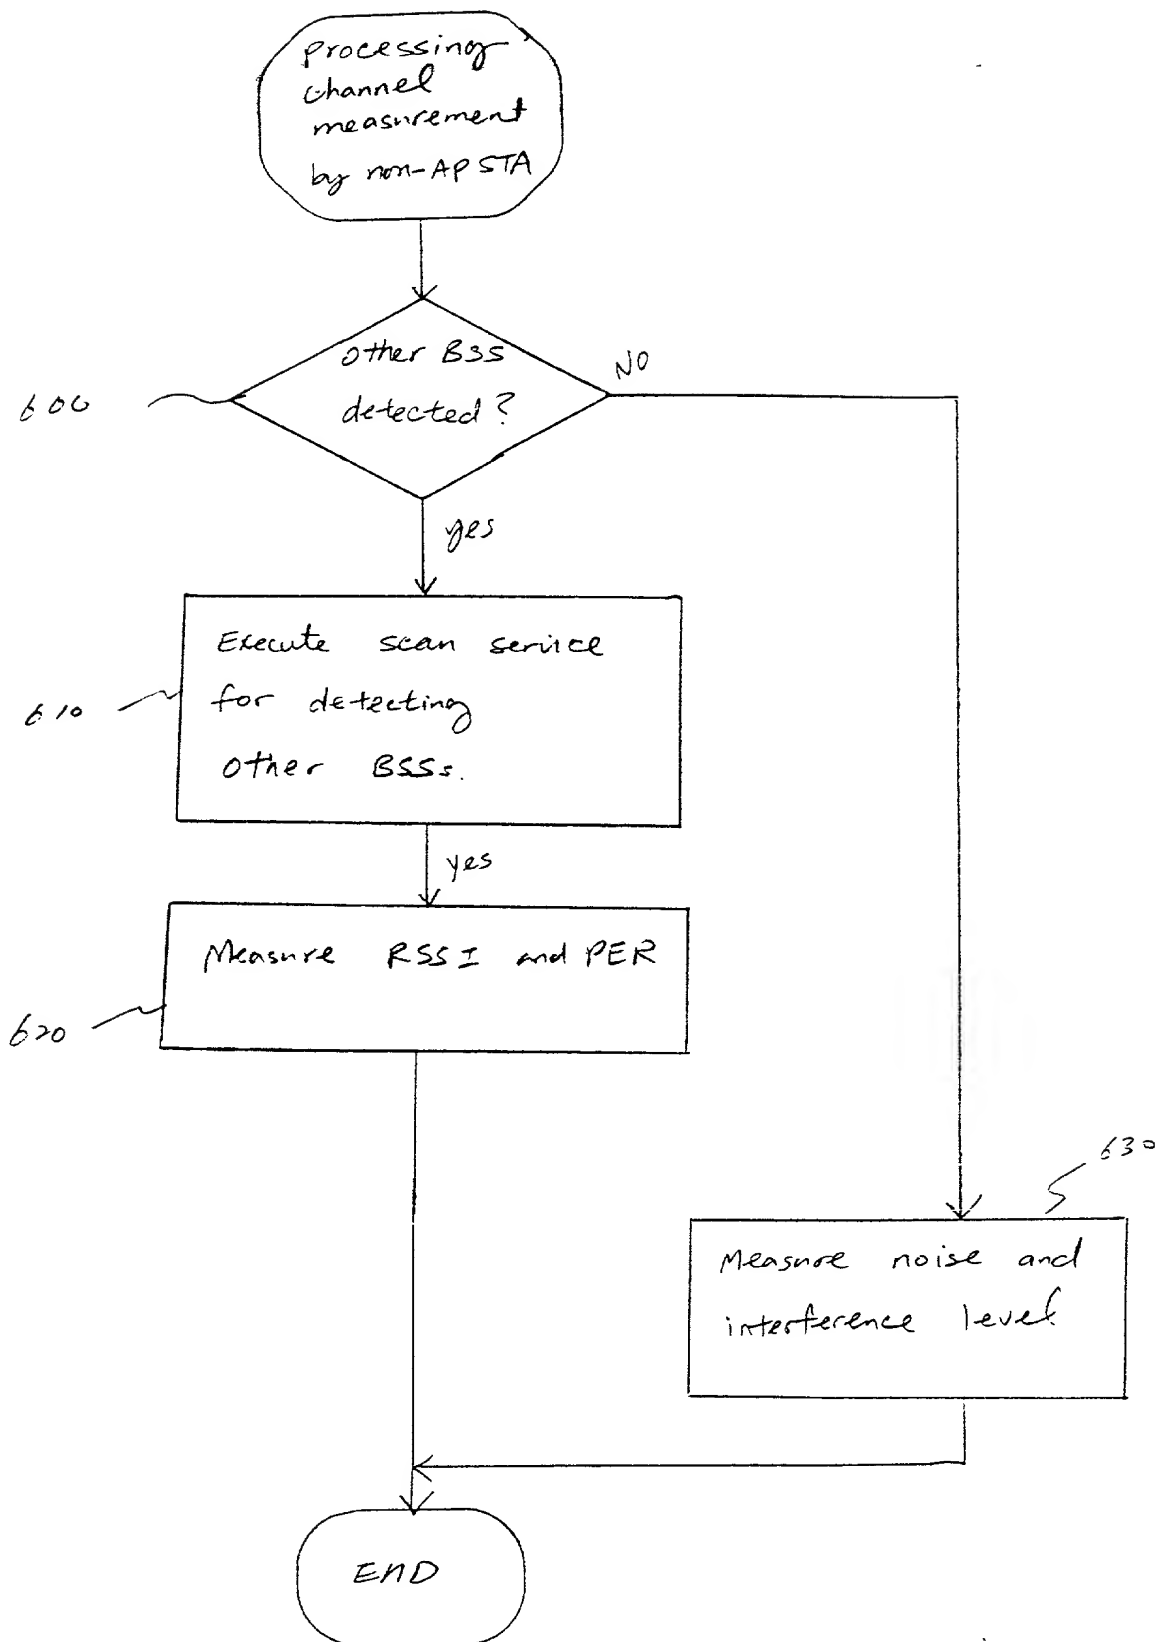 Processing
channel
measurement
by non-AP STA
other BSS
detected?
NO
600
yes
Execute scan service
for detecting
other BSSs.
610
yes
Measure RSSI and PER
620
630
Measure noise and
interference level.
END